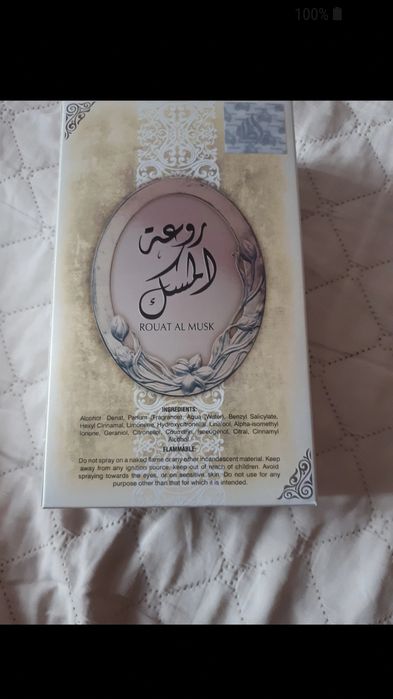 100%
روعة
المسك
ROUAT AL MUSK
INGREDIENTS:
Alcohol Denat, Parfum (Fragrance), Aqua (Water), Benzyl Salicylate,
Hexyl Cinnamal, Limonene, Hydroxycitronellal, Linalool, Alpha-isomethyl
Ionone, Geraniol, Citronellol, Coumarin, Isoeugenol, Citral, Cinnamyl
Alcohol
FLAMMABLE:
Do not spray on a naked flame or any other incandescent material. Keep
away from any ignition source, keep out of reach of children. Avoid
spraying towards the eyes, or on sensitive skin. Do not use for any
purpose other than that for which it is intended.